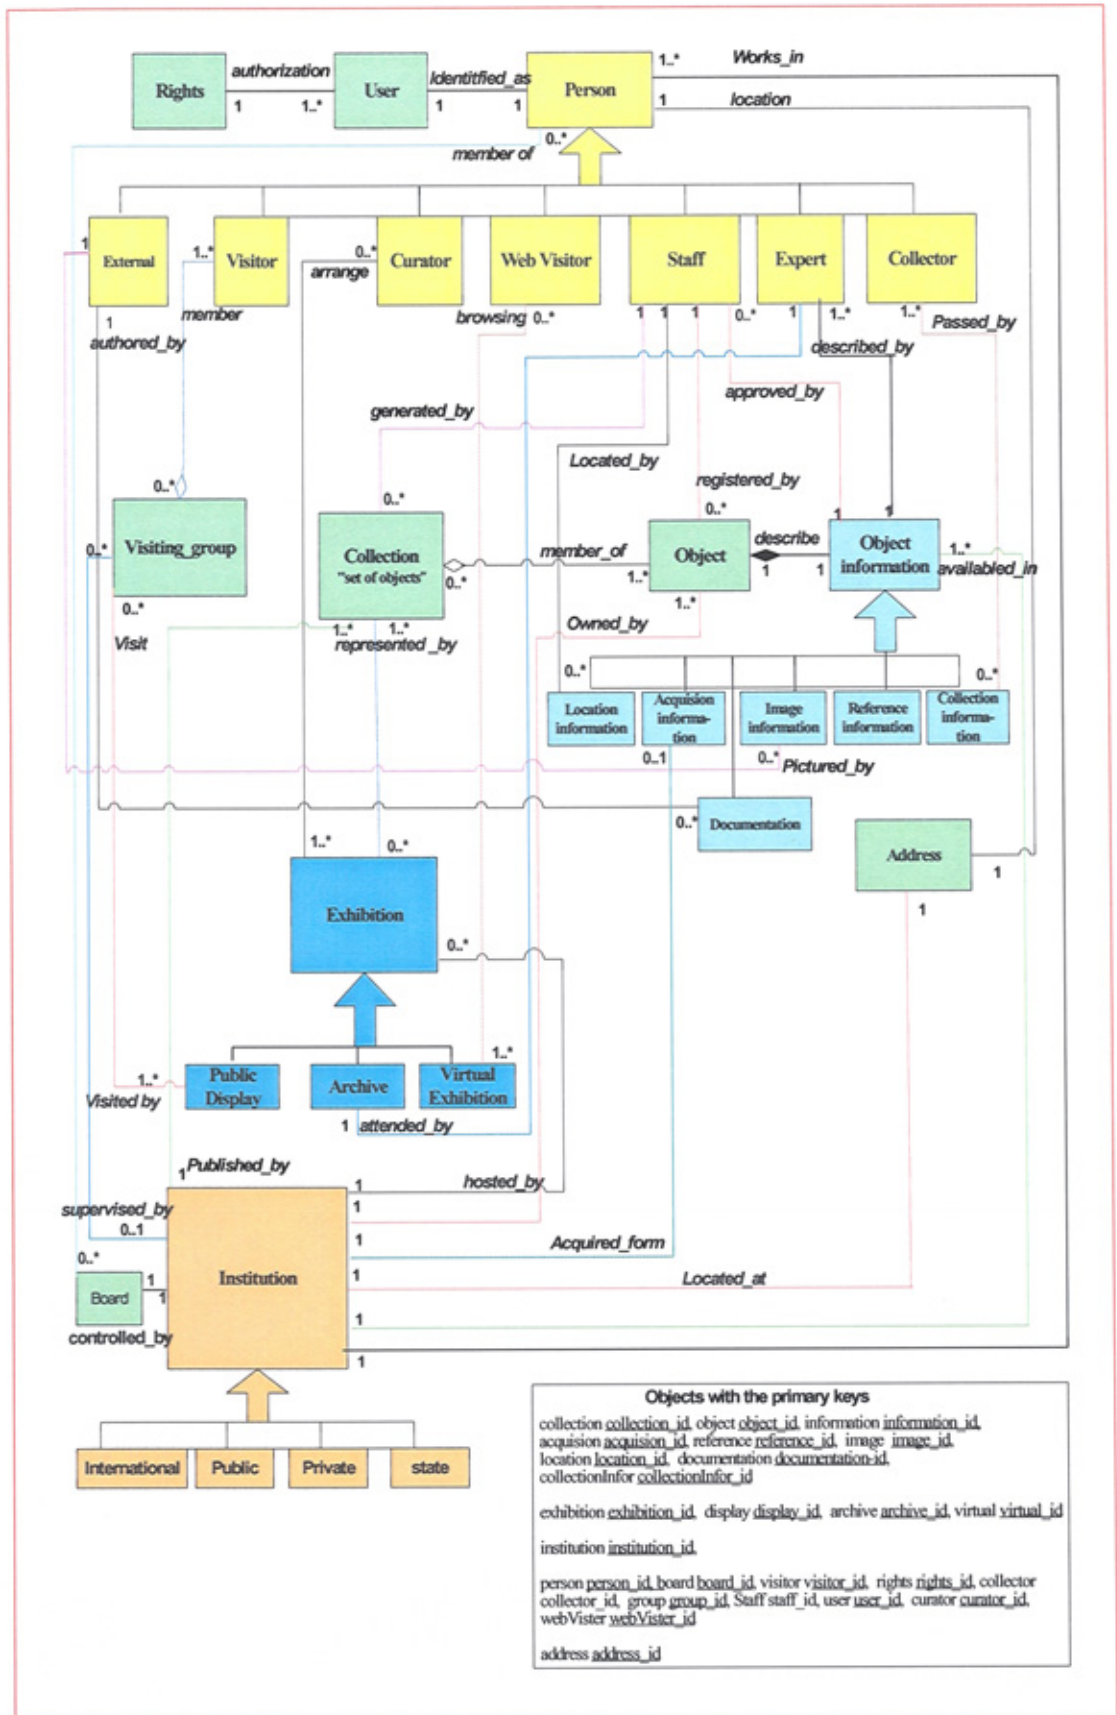 1..*
Works_in
Rights
authorization
1
1..*
User
Identitfied_as
1
1
Person
1
location
0..*
member of
1
External
1..*
Visitor
0..*
Curator
Web Visitor
Staff
Expert
Collector
arrange
1
authored_by
member
browsing
0..*
1
1
1
0..*
1
1..*
1..*
Passed_by
described_by
generated_by
approved_by
Located_by
registered_by
0..*
0..*
0..*
1
1
0..*
Visiting_group
Collection
"set of objects"
0..*
member_of
1..*
Object
describe
1
1
Object
information
1..*
availabled_in
0..*
Visit
1..*
1..*
represented _by
1..*
Owned_by
0..*
0..*
Location
information
Acquision
informa-
tion
Image
information
Reference
information
Collection
informa-
tion
0..1
0..*
Pictured_by
0..*
Documentation
Address
1
1
1..*
0..*
Exhibition
0..*
1..*
Public
Display
Archive
Virtual
Exhibition
1..*
Visited by
1
attended_by
1
Published_by
1
hosted_by
supervised_by
0..1
1
1
Acquired_form
0..*
Board
1
1
Institution
1
Located_at
controlled_by
1
1
International
Public
Private
state
Objects with the primary keys
collection collection_id, object object_id, information information_id,
acquision acquision_id, reference reference_id, image image_id,
location location_id, documentation documentation-id,
collectionInfor collectionInfor_id
exhibition exhibition_id, display display_id, archive archive_id, virtual virtual_id
institution institution_id,
person person_id, board board_id, visitor visitor_id, rights rights_id, collector
collector_id, group group_id, Staff staff_id, user user_id, curator curator_id,
webVister webVister_id
address address_id